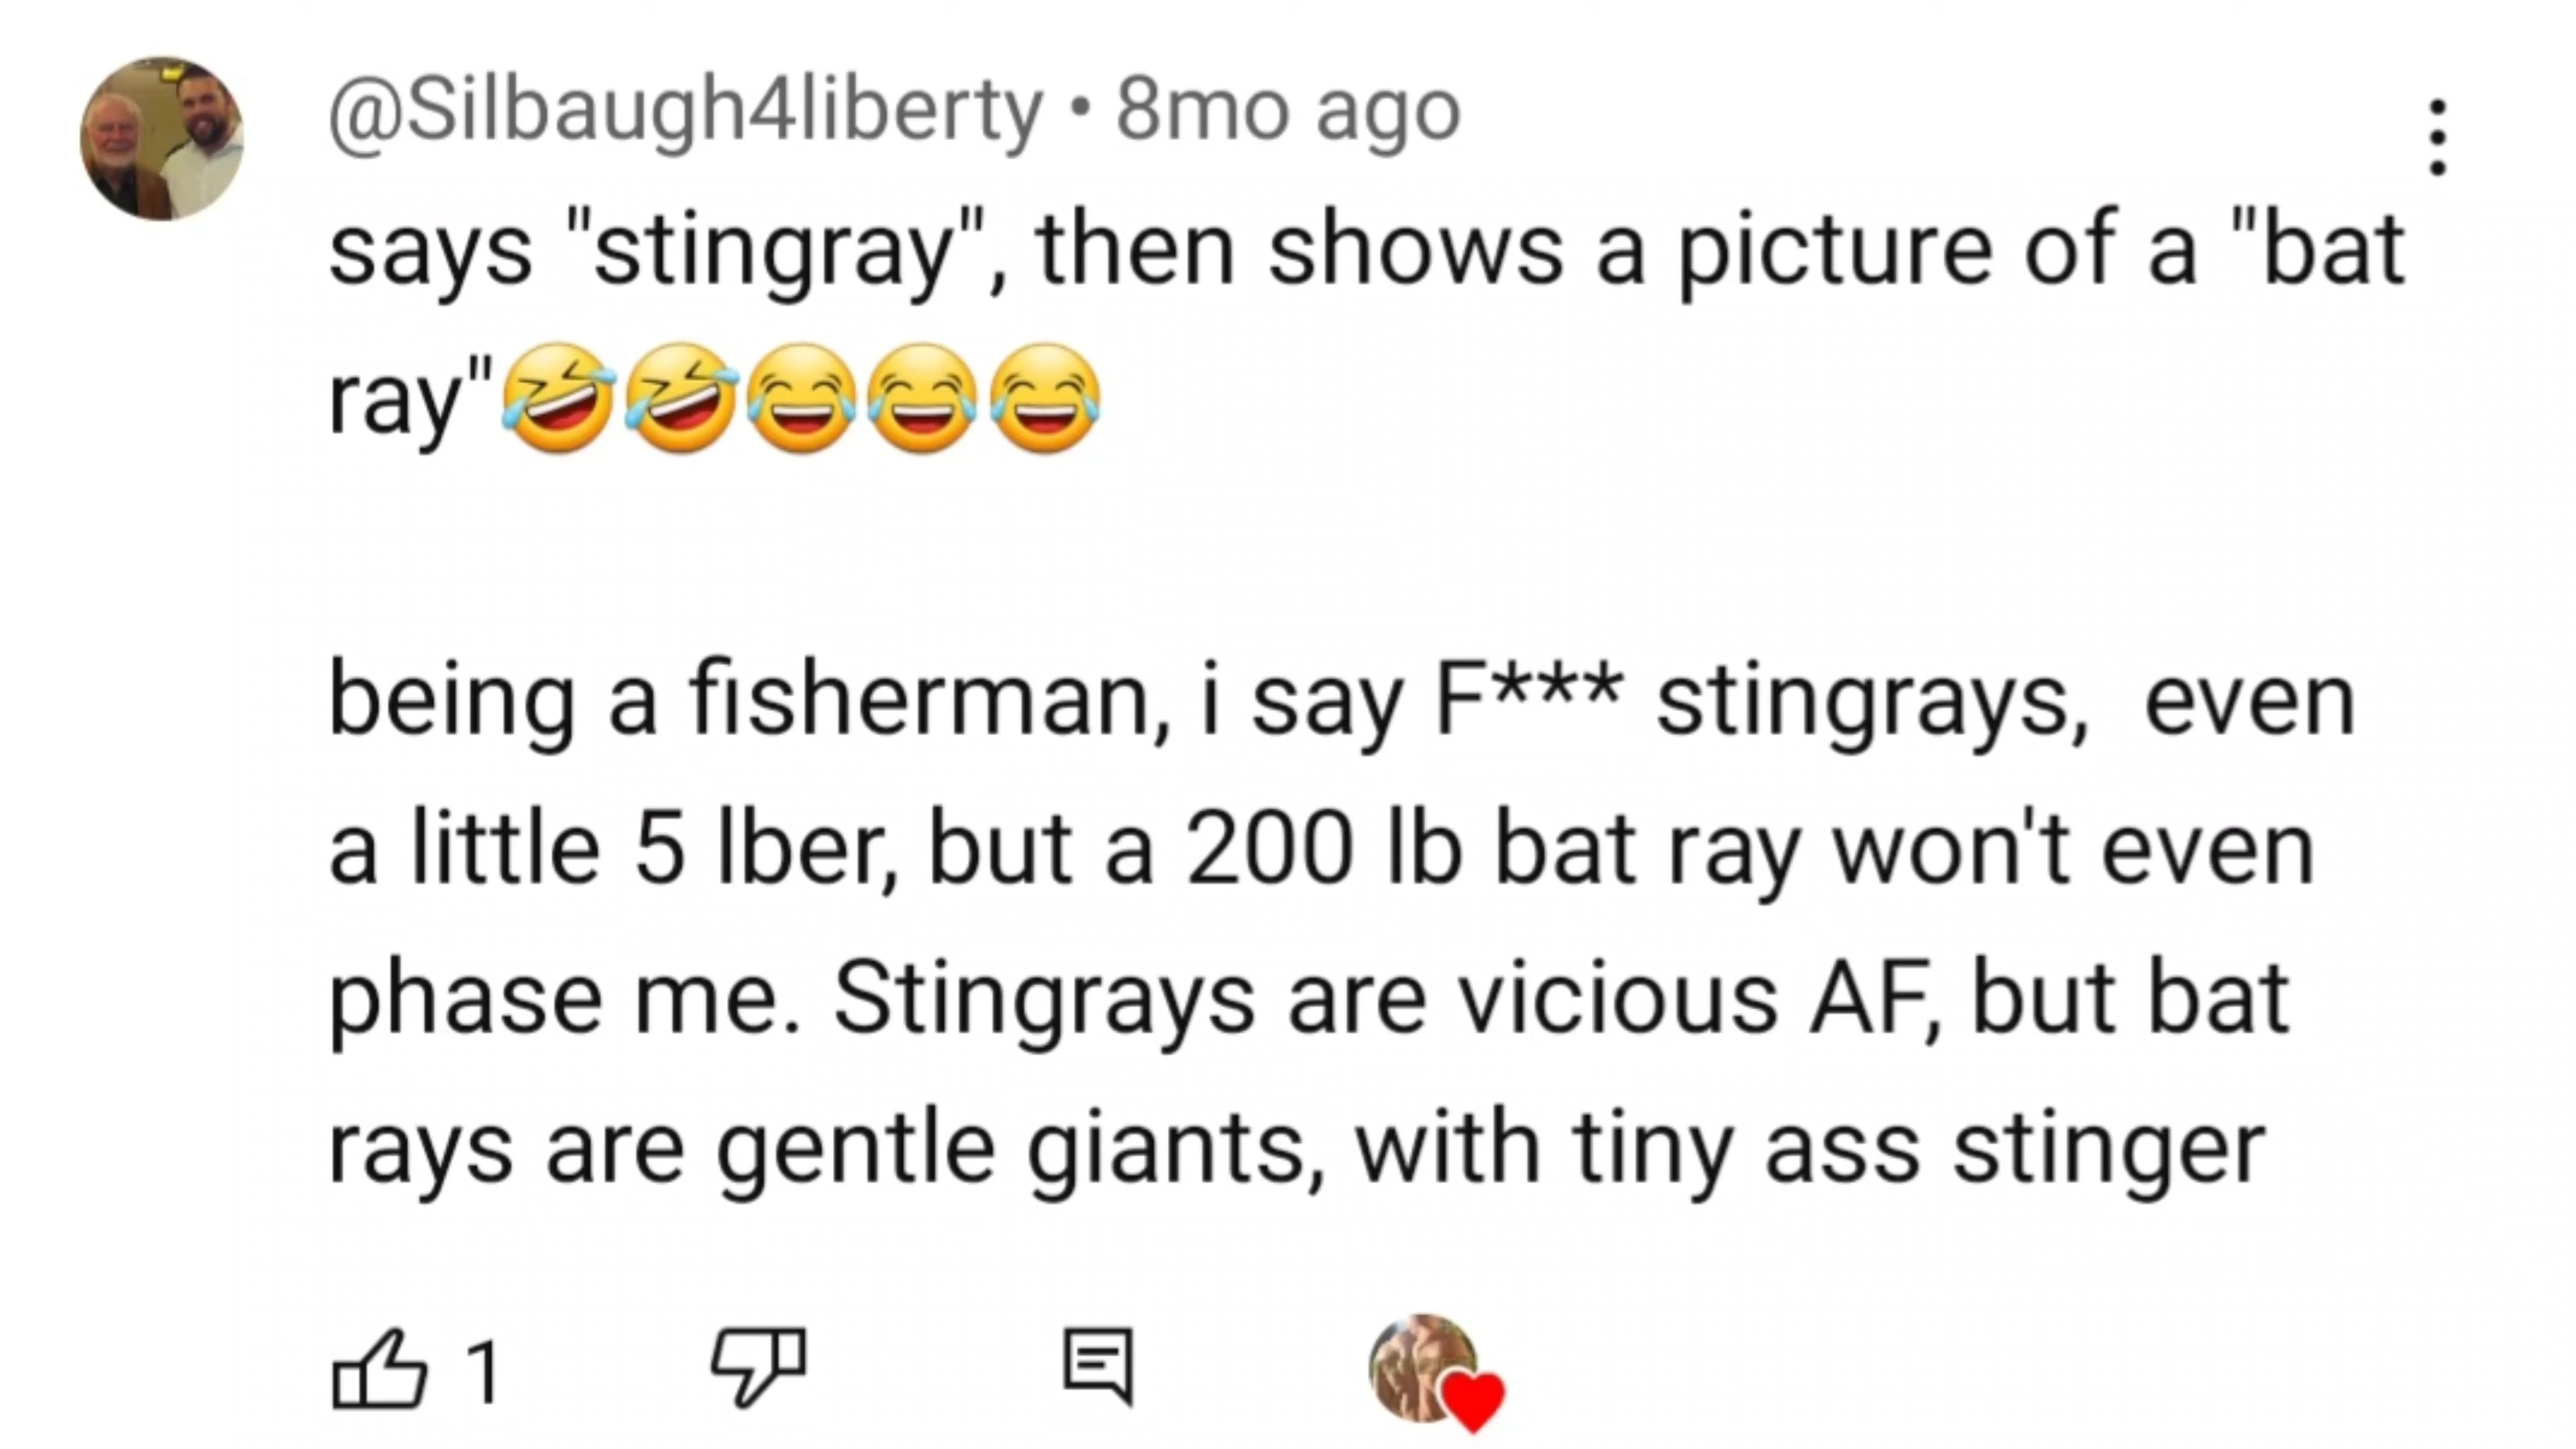 @Silbaugh4liberty • 8mo ago
says "stingray", then shows a picture of a "bat
ray"🤣🤣😂😂😂
being a fisherman, i say F*** stingrays,  even
a little 5 lber, but a 200 lb bat ray won't even
phase me. Stingrays are vicious AF, but bat
rays are gentle giants, with tiny ass stinger
1